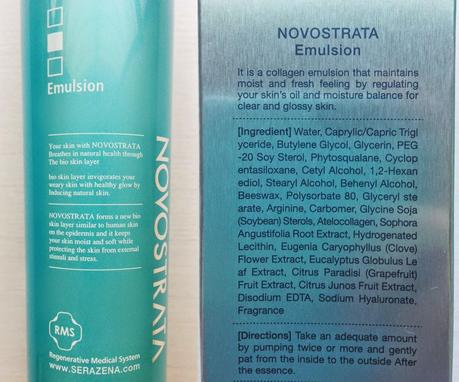 Emulsion
Your skin with NOVOSTRATA
Breathes in natural health through
The bio skin layer
bio skin layer invigorates your
weary skin with healthy glow by
Inducing natural skin.
NOVOSTRATA forms a new bio
skin layer similar to human skin
on the epidermis and it keeps
your skin moist and soft while
protecting the skin from external
stimuli and stress.
NOVOSTRATA
RMS
Regenerative Medical System
www.SERAZENA.com
NOVOSTRATA
Emulsion
It is a collagen emulsion that maintains
moist and fresh feeling by regulating
your skin's oil and moisture balance for
clear and glossy skin.
[Ingredient] Water, Caprylic/Capric Trigl
yceride, Butylene Glycol, Glycerin, PEG
-20 Soy Sterol, Phytosqualane, Cyclop
entasiloxane, Cetyl Alcohol, 1,2-Hexan
ediol, Stearyl Alcohol, Behenyl Alcohol,
Beeswax, Polysorbate 80, Glyceryl ste
arate, Arginine, Carbomer, Glycine Soja
(Soybean) Sterols, Atelocollagen, Sophora
Angustifolia Root Extract, Hydrogenated
Lecithin, Eugenia Caryophyllus (Clove)
Flower Extract, Eucalyptus Globulus Le
af Extract, Citrus Paradisi (Grapefruit)
Fruit Extract, Citrus Junos Fruit Extract,
Disodium EDTA, Sodium Hyaluronate,
Fragrance
[Directions] Take an adequate amount
by pumping twice or more and gently
pat from the inside to the outside After
the essence.